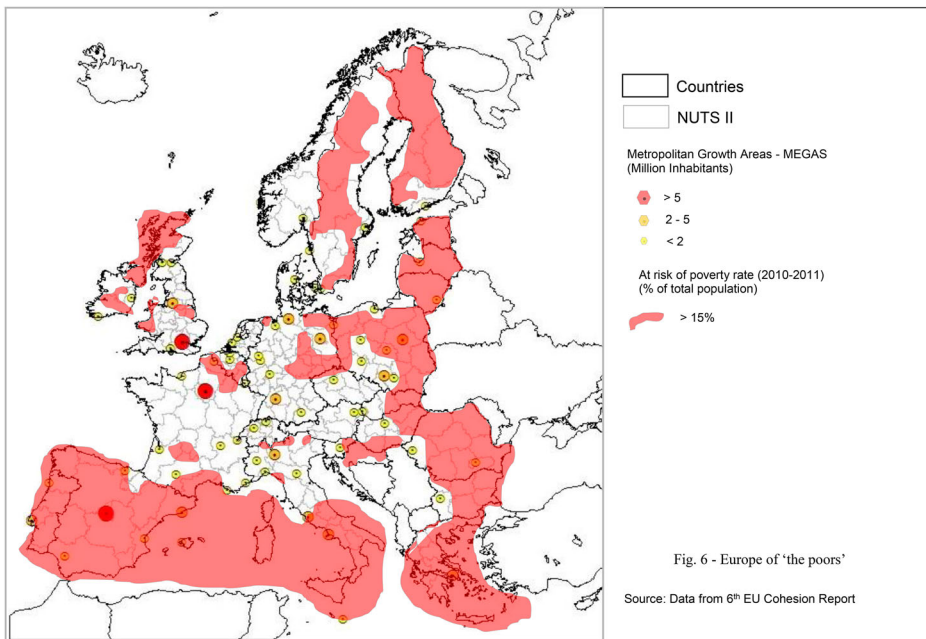 Countries
NUTS II
Metropolitan Growth Areas - MEGAS
(Million Inhabitants)
> 5
2 - 5
< 2
At risk of poverty rate (2010-2011)
(% of total population)
> 15%
Fig. 6 - Europe of ‘the poors’
Source: Data from 6th EU Cohesion Report